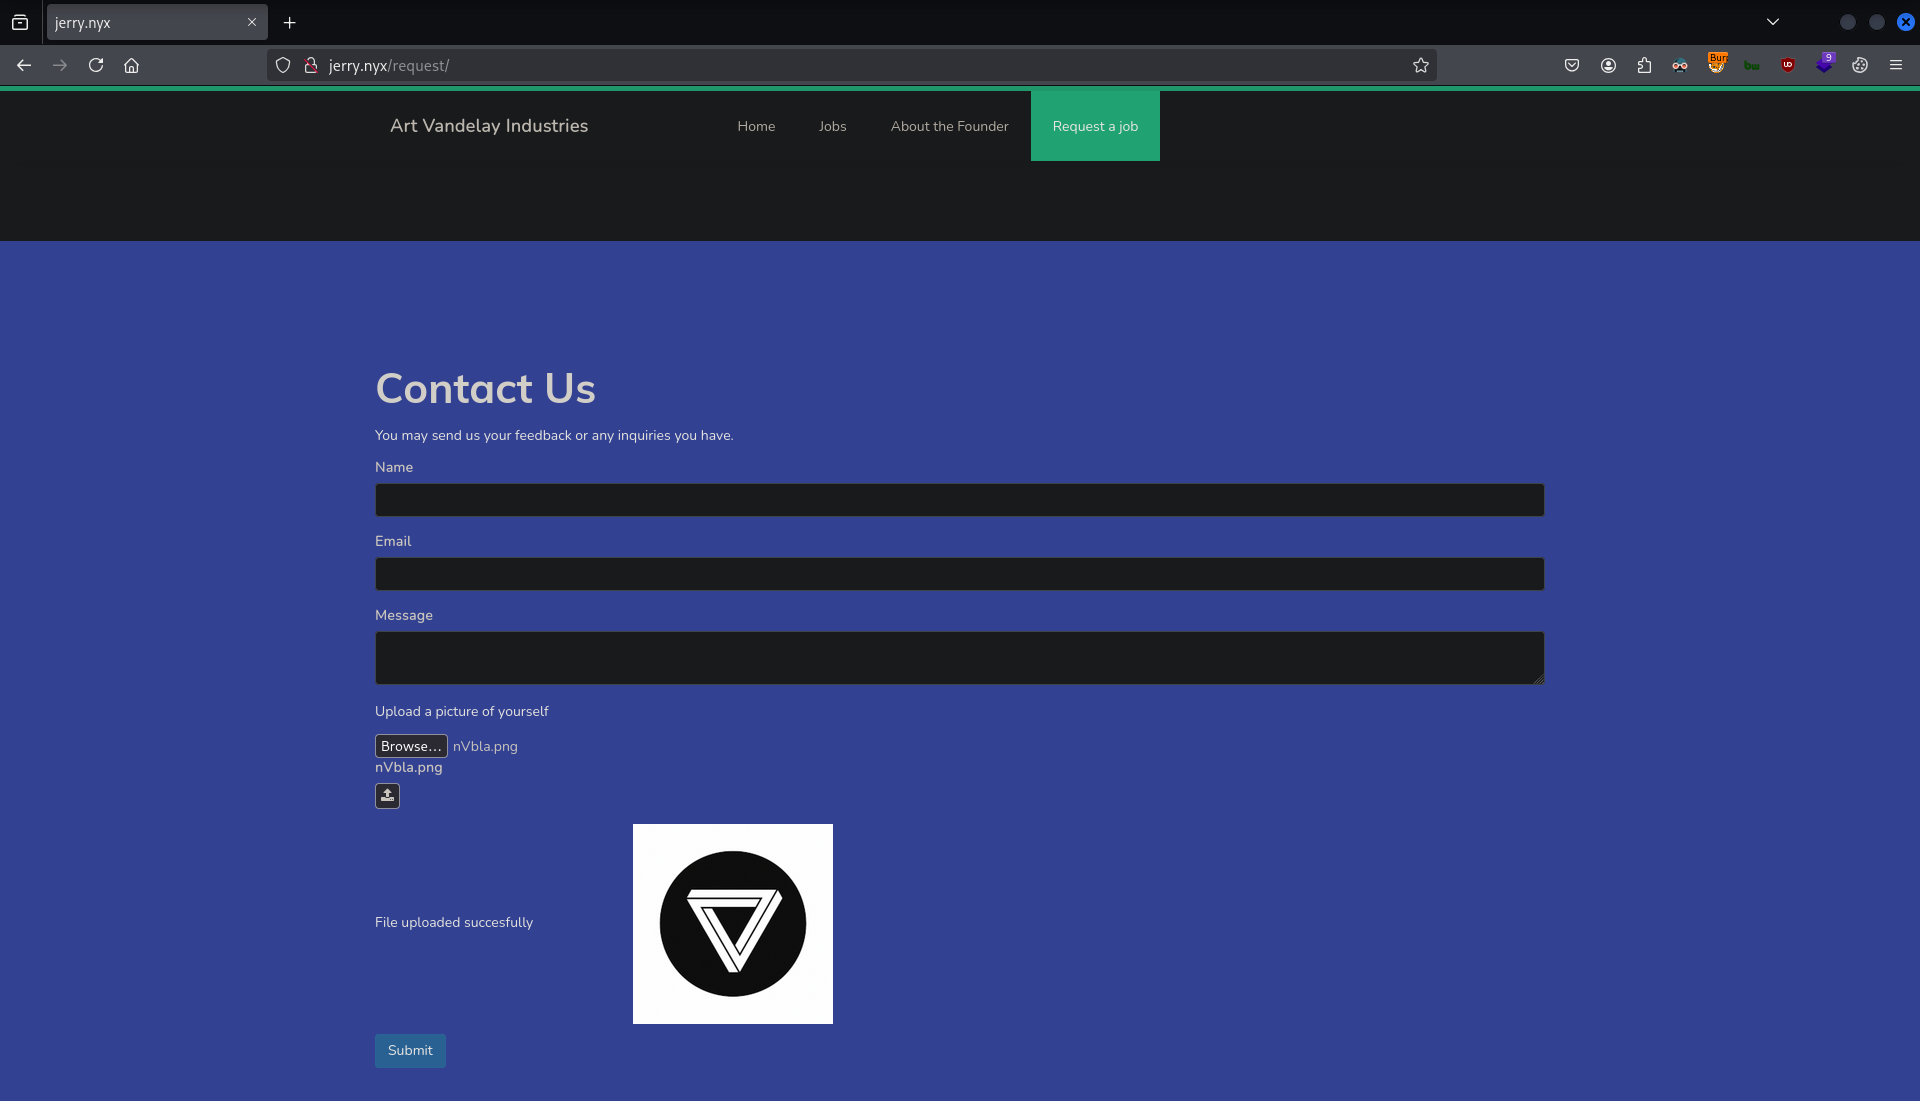 jerry.nyx
jerry.nyx/request/
Bur
9
Art Vandelay Industries
Home
Jobs
About the Founder
Request a job
Contact Us
You may send us your feedback or any inquiries you have.
Name
Email
Message
Upload a picture of yourself
Browse... nVbla.png
nVbla.png
File uploaded succesfully
Submit